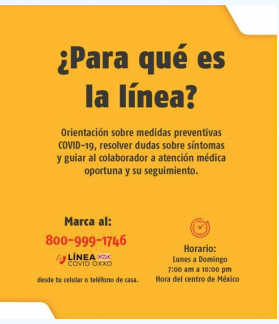 ¿Para qué es
la línea?
Orientación sobre medidas preventivas
COVID-19, resolver dudas sobre síntomas
y guiar al colaborador a atención médica
oportuna y su seguimiento.
Marca al:
800-999-1746
LÍNEA
COVID OXXO
desde tu celular o teléfono de casa.
Horario:
Lunes a Domingo
7:00 am a 10:00 pm
Hora del centro de México